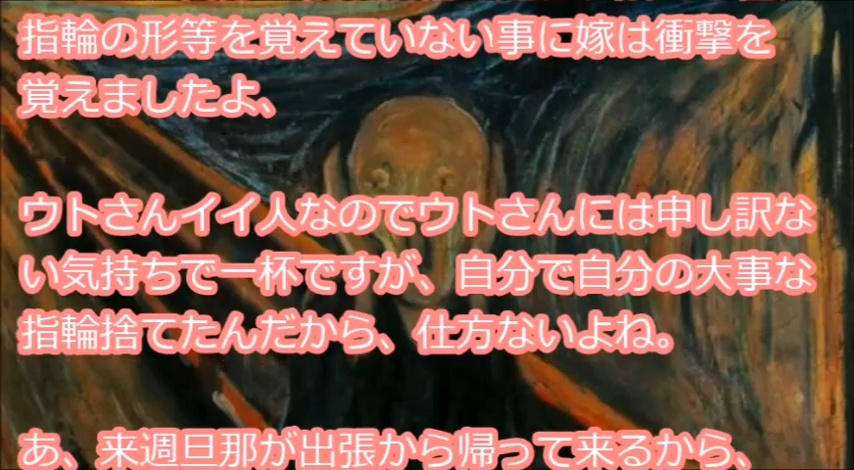 指輪の形等を覚えていない事に嫁は衝撃を
覚えましたよ、
ウトさんイイ人なのでウトさんには申し訳な
い気持ちで一杯ですが、自分で自分の大事な
指輪捨てたんだから、仕方ないよね。
あ、来週旦那が出張から帰って来るから、